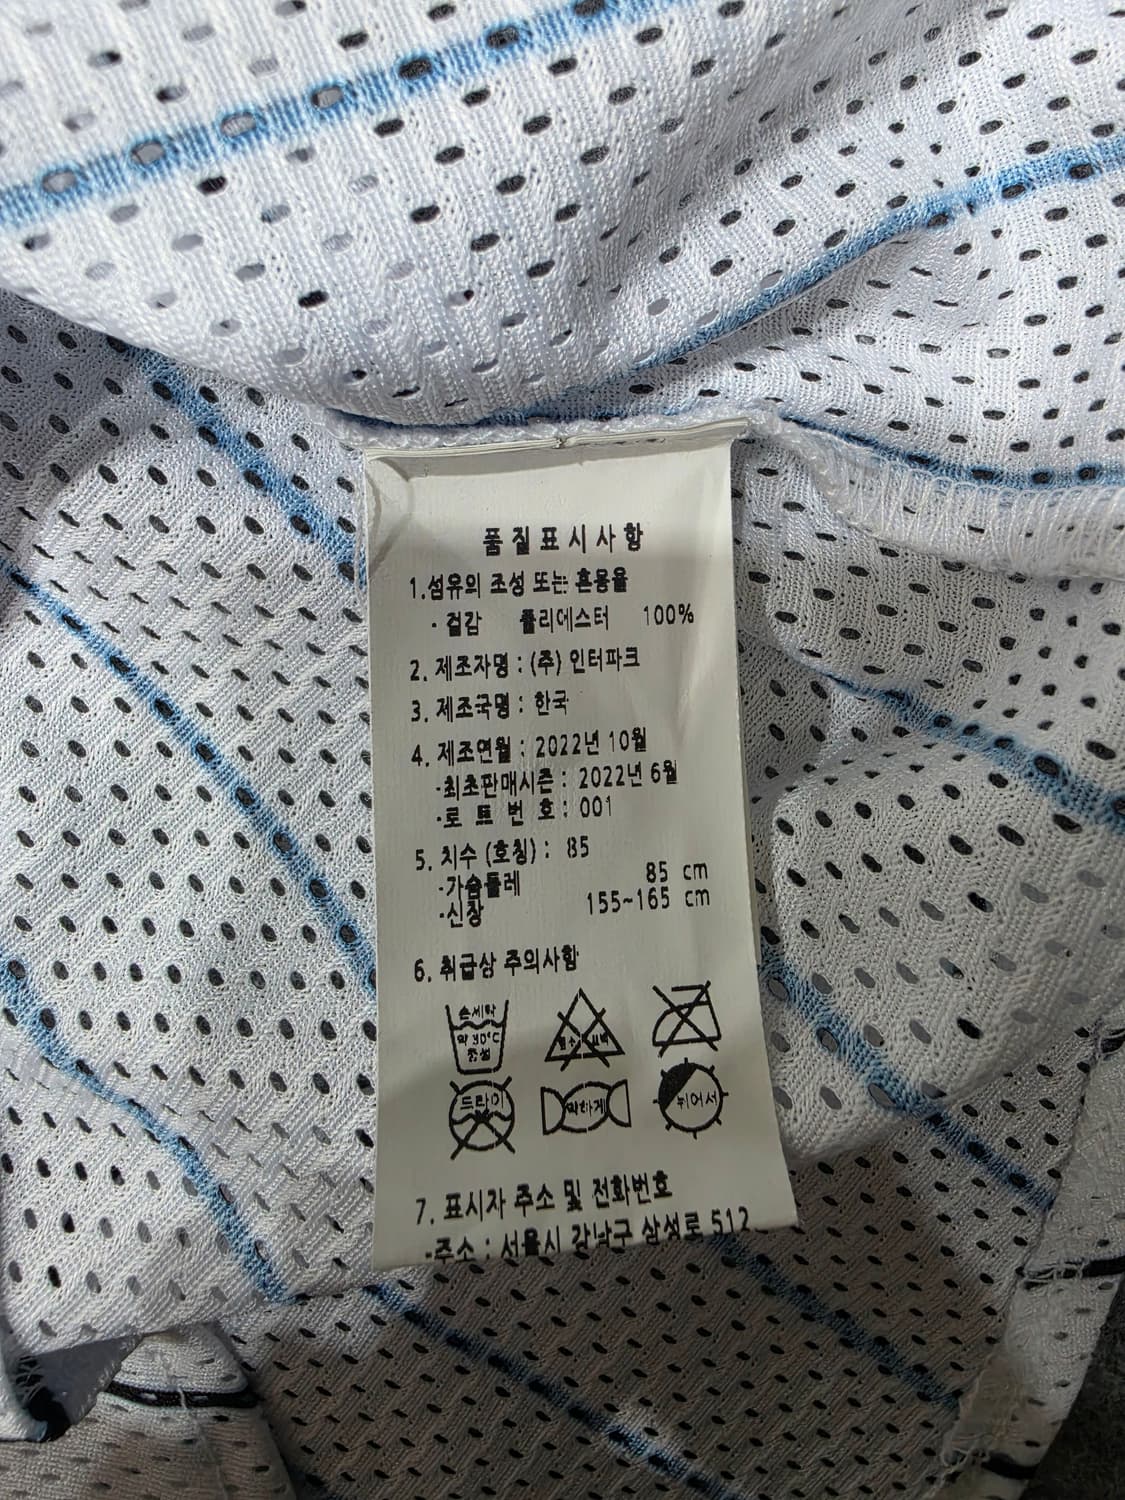 품질표시사항
1.섬유의 조성 또는 혼용율
·겉감 폴리에스터 100%
2. 제조자명 : (주) 인터파크
3. 제조국명 : 한국
4. 제조연월 : 2022년 10월
·최초판매시즌 : 2022년 6월
·로트번호 : 001
5. 치수 (호칭) : 85
·가슴둘레 85 cm
·신장 155~165 cm
6. 취급상 주의사항
손세탁
약30℃
중성
드라이 약하게 뉘어서
7. 표시자 주소 및 전화번호
·주소 : 서울시 강남구 삼성로 512